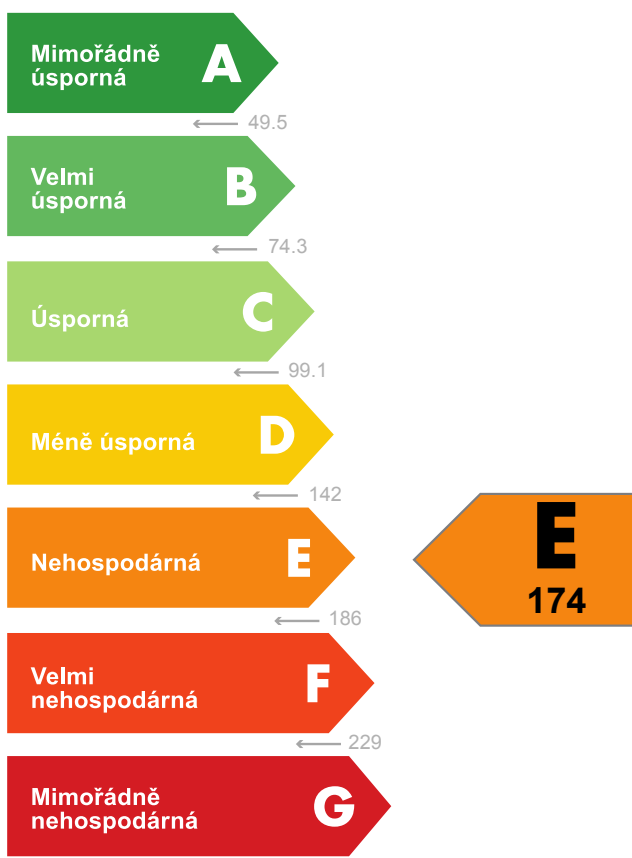 Mimořádně
úsporná
A
49.5
Velmi
úsporná
B
74.3
Úsporná
C
99.1
Méně úsporná
D
142
Nehospodárná
E
186
E
174
Velmi
nehospodárná
F
229
Mimořádně
nehospodárná
G